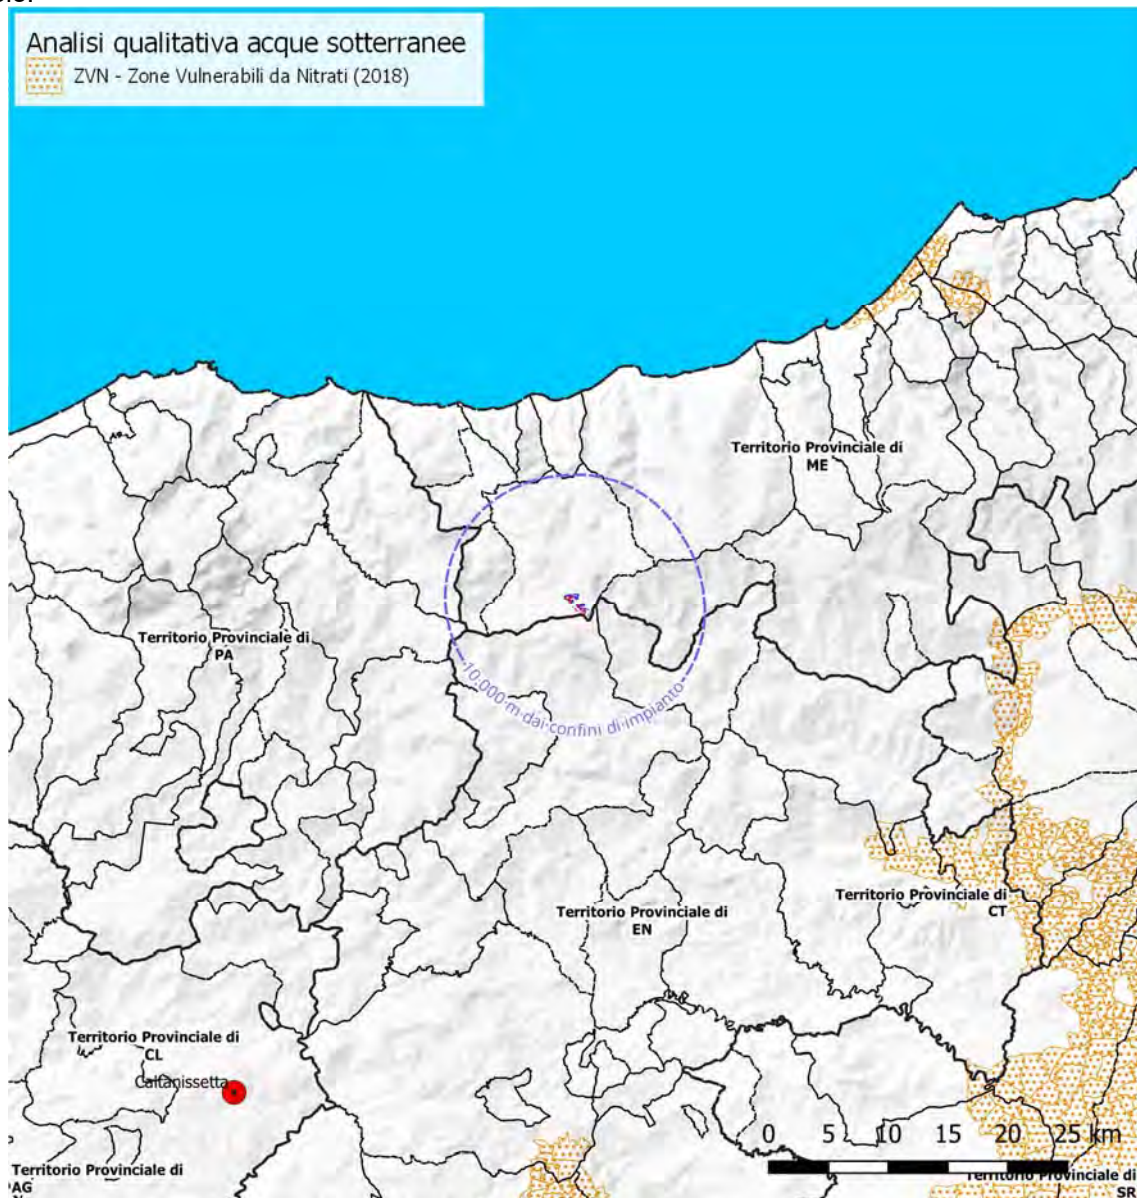 Analisi qualitativa acque sotterranee
ZVN - Zone Vulnerabili da Nitrati (2018)
Territorio Provinciale di
ME
Territorio Provinciale di
PA
10.000 m dai confini di impianto
Territorio Provinciale di
CT
Territorio Provinciale di
EN
Territorio Provinciale di
CL
Caltanissetta
0 5 10 15 20 25 km
Territorio Provinciale di
AG
Territorio Provinciale di
SR